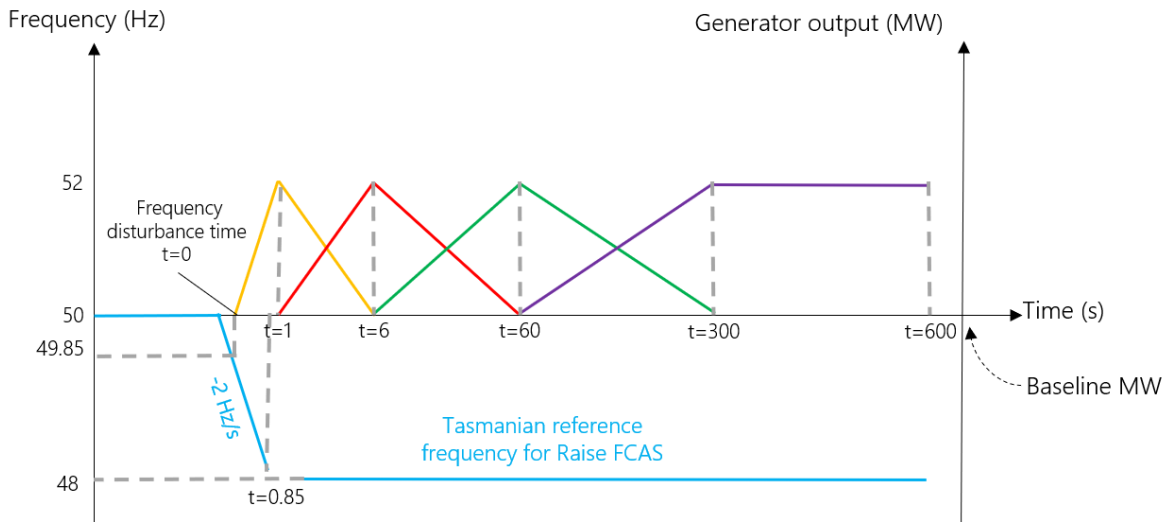 Frequency (Hz)
Generator output (MW)
52
Frequency
disturbance time
t=0
50
Time (s)
t=1
t=6
t=60
t=300
t=600
49.85
-2 Hz/s
Baseline MW
Tasmanian reference
frequency for Raise FCAS
48
t=0.85